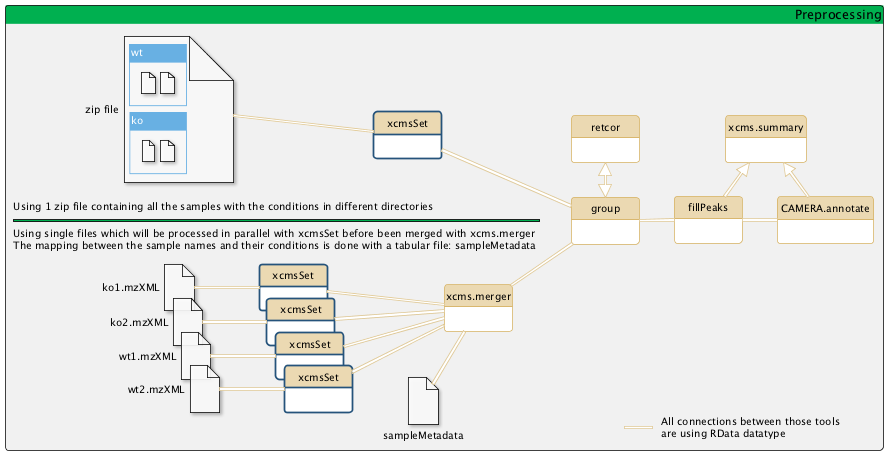 Preprocessing
wt
ko
zip file
xcmsSet
retcor
xcms.summary
group
fillPeaks
CAMERA.annotate
Using 1 zip file containing all the samples with the conditions in different directories
Using single files which will be processed in parallel with xcmsSet before been merged with xcms.merger
The mapping between the sample names and their conditions is done with a tabular file: sampleMetadata
ko1.mzXML
xcmsSet
ko2.mzXML
xcmsSet
wt1.mzXML
xcmsSet
wt2.mzXML
xcmsSet
xcms.merger
sampleMetadata
All connections between those tools
are using RData datatype